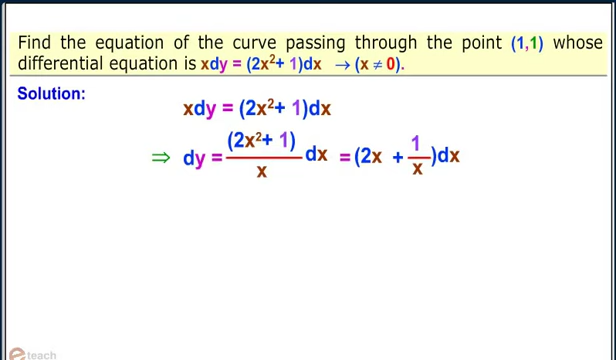 Find the equation of the curve passing through the point (1,1) whose
differential equation is xdy = (2x²+ 1)dx → (x ≠ 0).
Solution:
xdy = (2x²+ 1)dx
⇒ dy = (2x²+ 1)/x dx = (2x + 1/x)dx
e teach